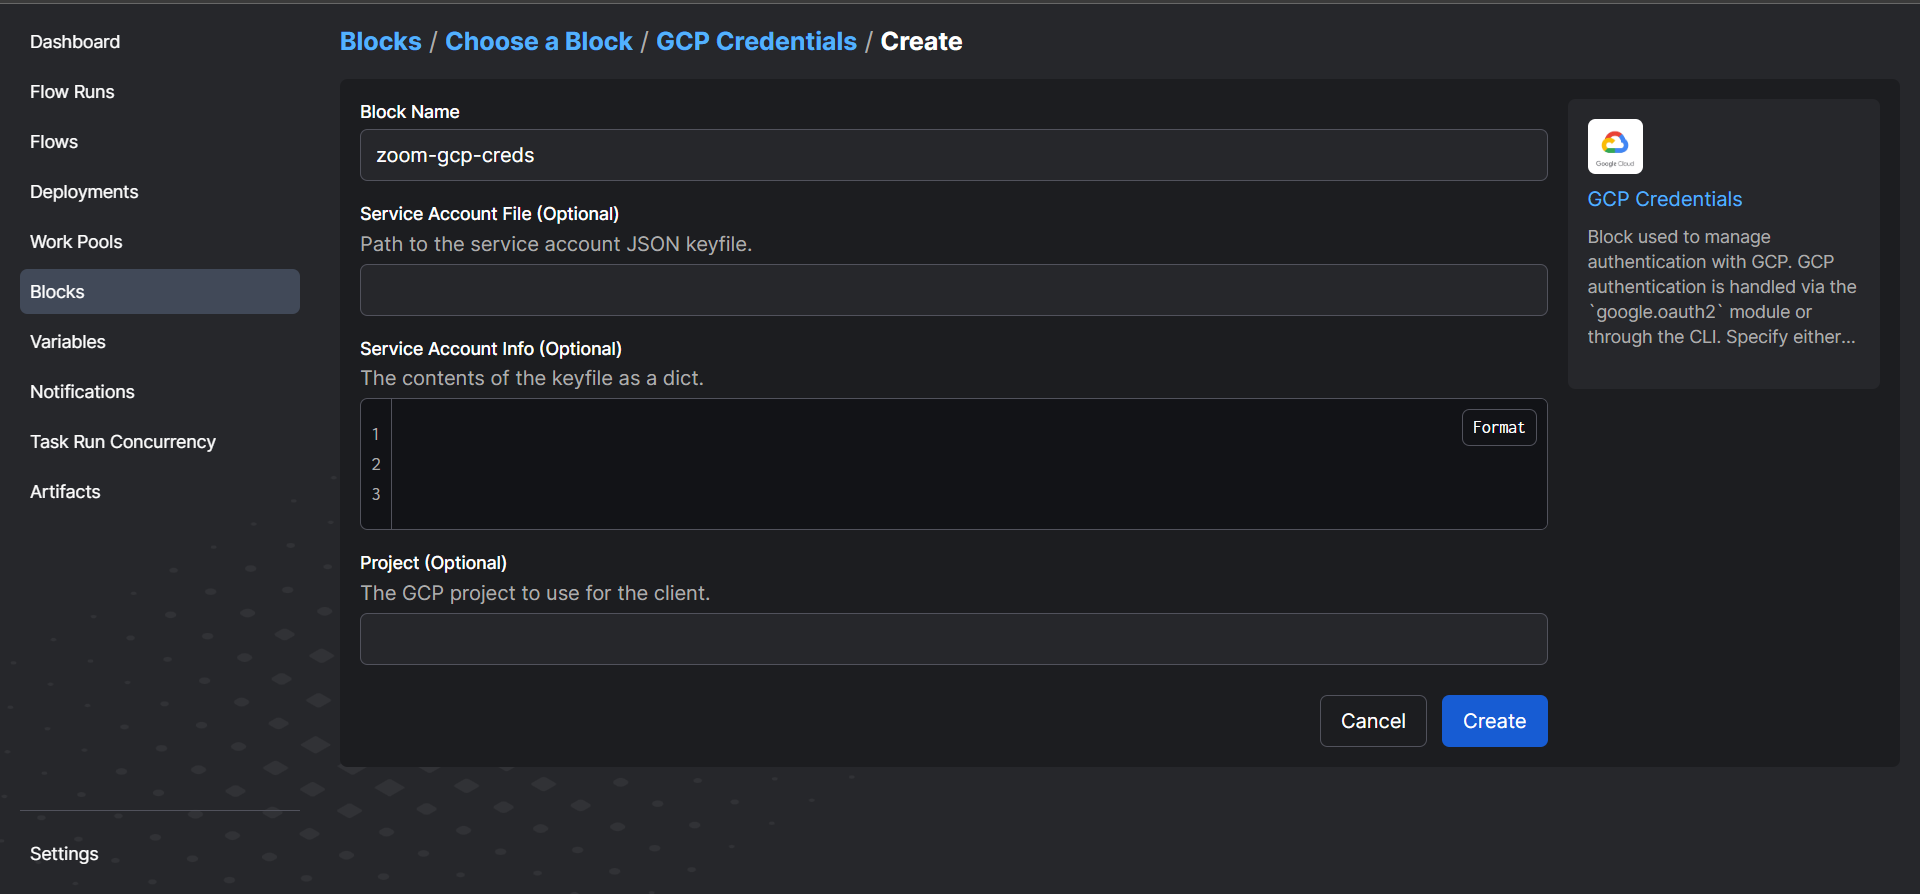 Dashboard
Flow Runs
Flows
Deployments
Work Pools
Blocks
Variables
Notifications
Task Run Concurrency
Artifacts
Settings
Blocks / Choose a Block / GCP Credentials / Create
Block Name
zoom-gcp-creds
Service Account File (Optional)
Path to the service account JSON keyfile.
Service Account Info (Optional)
The contents of the keyfile as a dict.
1
2
3
Format
Project (Optional)
The GCP project to use for the client.
Cancel
Create
Google Cloud
GCP Credentials
Block used to manage
authentication with GCP. GCP
authentication is handled via the
`google.oauth2` module or
through the CLI. Specify either...